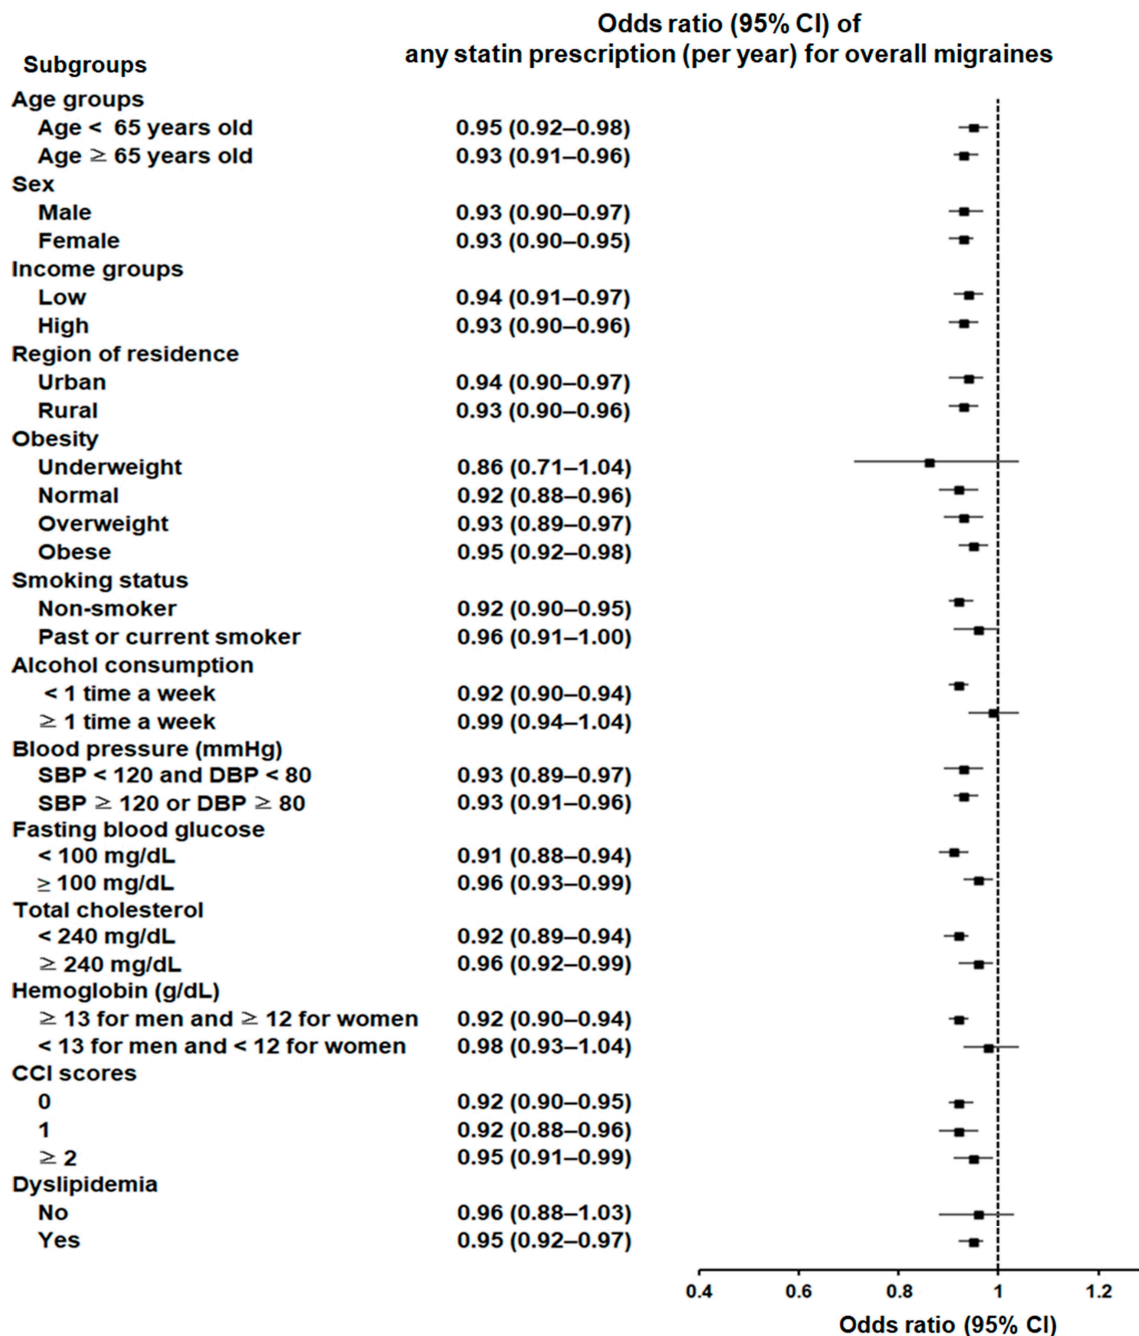 Odds ratio (95% CI) of
any statin prescription (per year) for overall migraines
Subgroups
Age groups
Age < 65 years old 0.95 (0.92–0.98)
Age ≥ 65 years old 0.93 (0.91–0.96)
Sex
Male 0.93 (0.90–0.97)
Female 0.93 (0.90–0.95)
Income groups
Low 0.94 (0.91–0.97)
High 0.93 (0.90–0.96)
Region of residence
Urban 0.94 (0.90–0.97)
Rural 0.93 (0.90–0.96)
Obesity
Underweight 0.86 (0.71–1.04)
Normal 0.92 (0.88–0.96)
Overweight 0.93 (0.89–0.97)
Obese 0.95 (0.92–0.98)
Smoking status
Non-smoker 0.92 (0.90–0.95)
Past or current smoker 0.96 (0.91–1.00)
Alcohol consumption
< 1 time a week 0.92 (0.90–0.94)
≥ 1 time a week 0.99 (0.94–1.04)
Blood pressure (mmHg)
SBP < 120 and DBP < 80 0.93 (0.89–0.97)
SBP ≥ 120 or DBP ≥ 80 0.93 (0.91–0.96)
Fasting blood glucose
< 100 mg/dL 0.91 (0.88–0.94)
≥ 100 mg/dL 0.96 (0.93–0.99)
Total cholesterol
< 240 mg/dL 0.92 (0.89–0.94)
≥ 240 mg/dL 0.96 (0.92–0.99)
Hemoglobin (g/dL)
≥ 13 for men and ≥ 12 for women 0.92 (0.90–0.94)
< 13 for men and < 12 for women 0.98 (0.93–1.04)
CCI scores
0 0.92 (0.90–0.95)
1 0.92 (0.88–0.96)
≥ 2 0.95 (0.91–0.99)
Dyslipidemia
No 0.96 (0.88–1.03)
Yes 0.95 (0.92–0.97)
0.4 0.6 0.8 1 1.2
Odds ratio (95% CI)